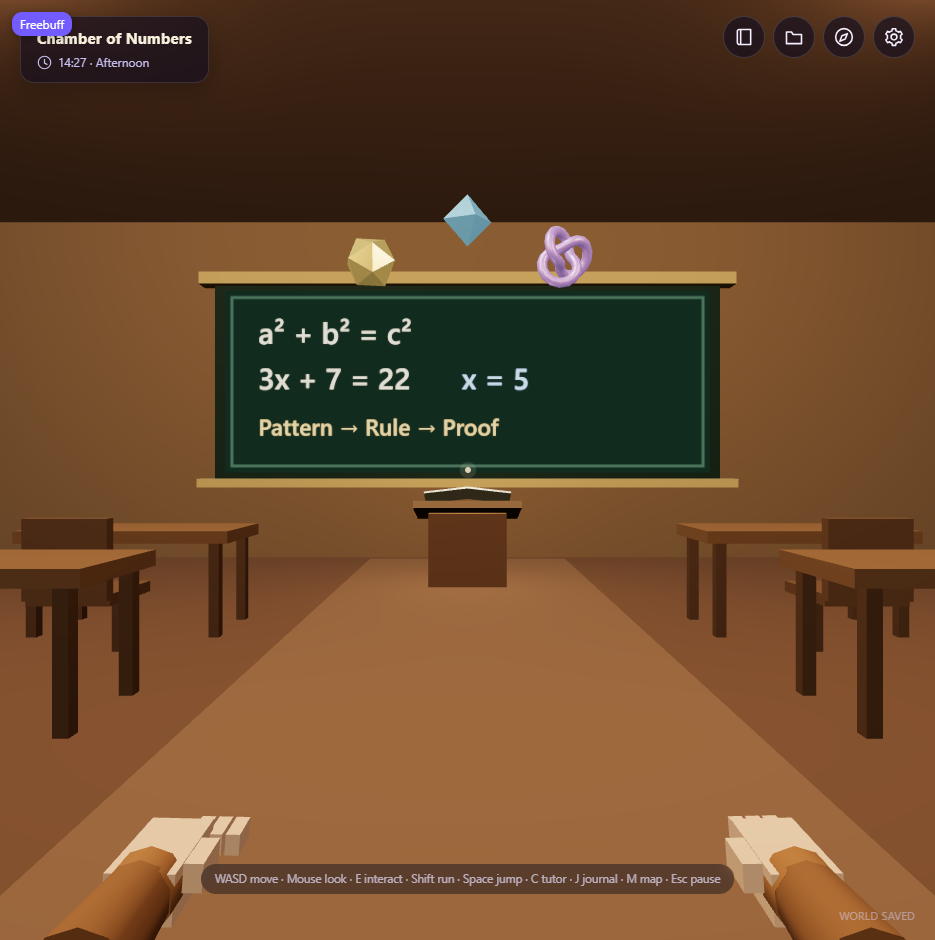 Freebuff
Chamber of Numbers
14:27 · Afternoon
a² + b² = c²
3x + 7 = 22 x = 5
Pattern → Rule → Proof
WASD move · Mouse look · E interact · Shift run · Space jump · C tutor · J journal · M map · Esc pause
WORLD SAVED